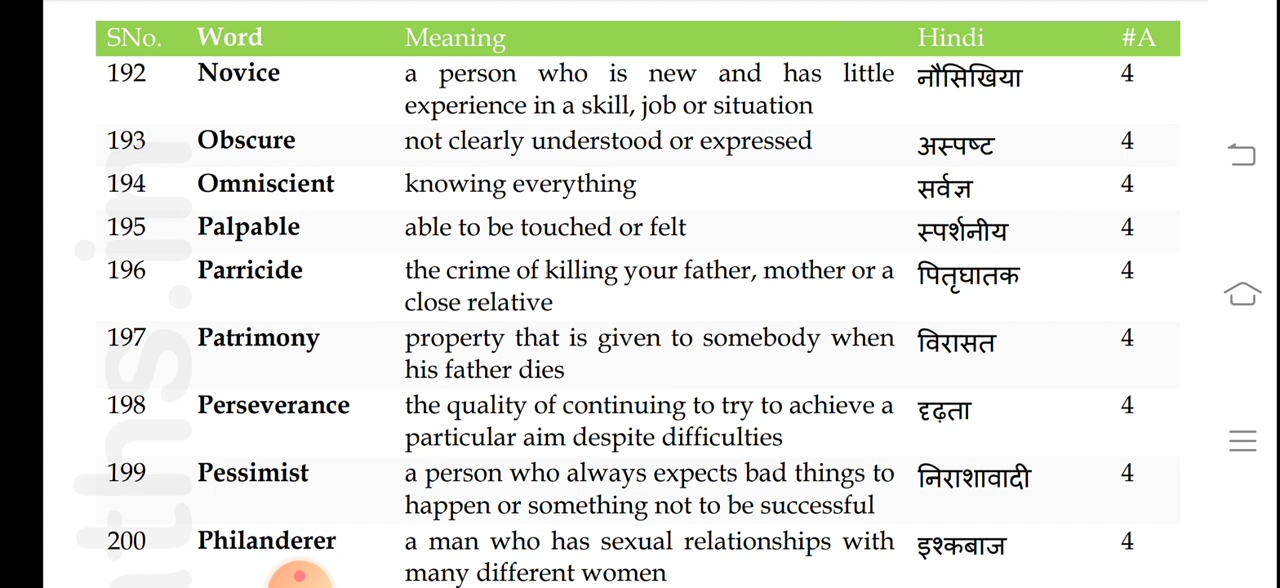 SNo. Word Meaning Hindi #A
192 Novice a person who is new and has little नौसिखिया 4
experience in a skill, job or situation
193 Obscure not clearly understood or expressed अस्पष्ट 4
194 Omniscient knowing everything सर्वज्ञ 4
195 Palpable able to be touched or felt स्पर्शनीय 4
196 Parricide the crime of killing your father, mother or a पितृघातक 4
close relative
197 Patrimony property that is given to somebody when विरासत 4
his father dies
198 Perseverance the quality of continuing to try to achieve a दृढ़ता 4
particular aim despite difficulties
199 Pessimist a person who always expects bad things to निराशावादी 4
happen or something not to be successful
200 Philanderer a man who has sexual relationships with इश्कबाज 4
many different women
aths.in